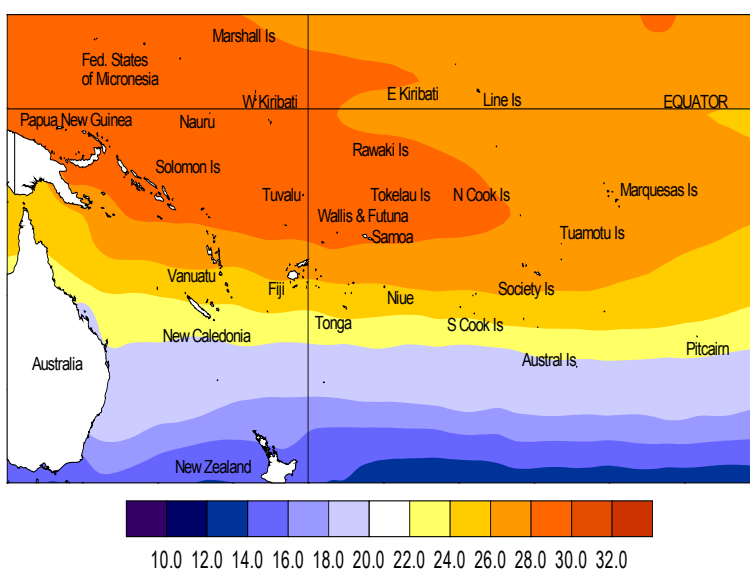 Marshall Is
Fed. States
of Micronesia
W Kiribati
E Kiribati
Line Is
EQUATOR
Papua New Guinea
Nauru
Rawaki Is
Solomon Is
Tuvalu
Tokelau Is
N Cook Is
Marquesas Is
Wallis & Futuna
Samoa
Tuamotu Is
Vanuatu
Fiji
Niue
Society Is
Tonga
S Cook Is
New Caledonia
Australia
Austral Is
Pitcairn
New Zealand
10.0 12.0 14.0 16.0 18.0 20.0 22.0 24.0 26.0 28.0 30.0 32.0